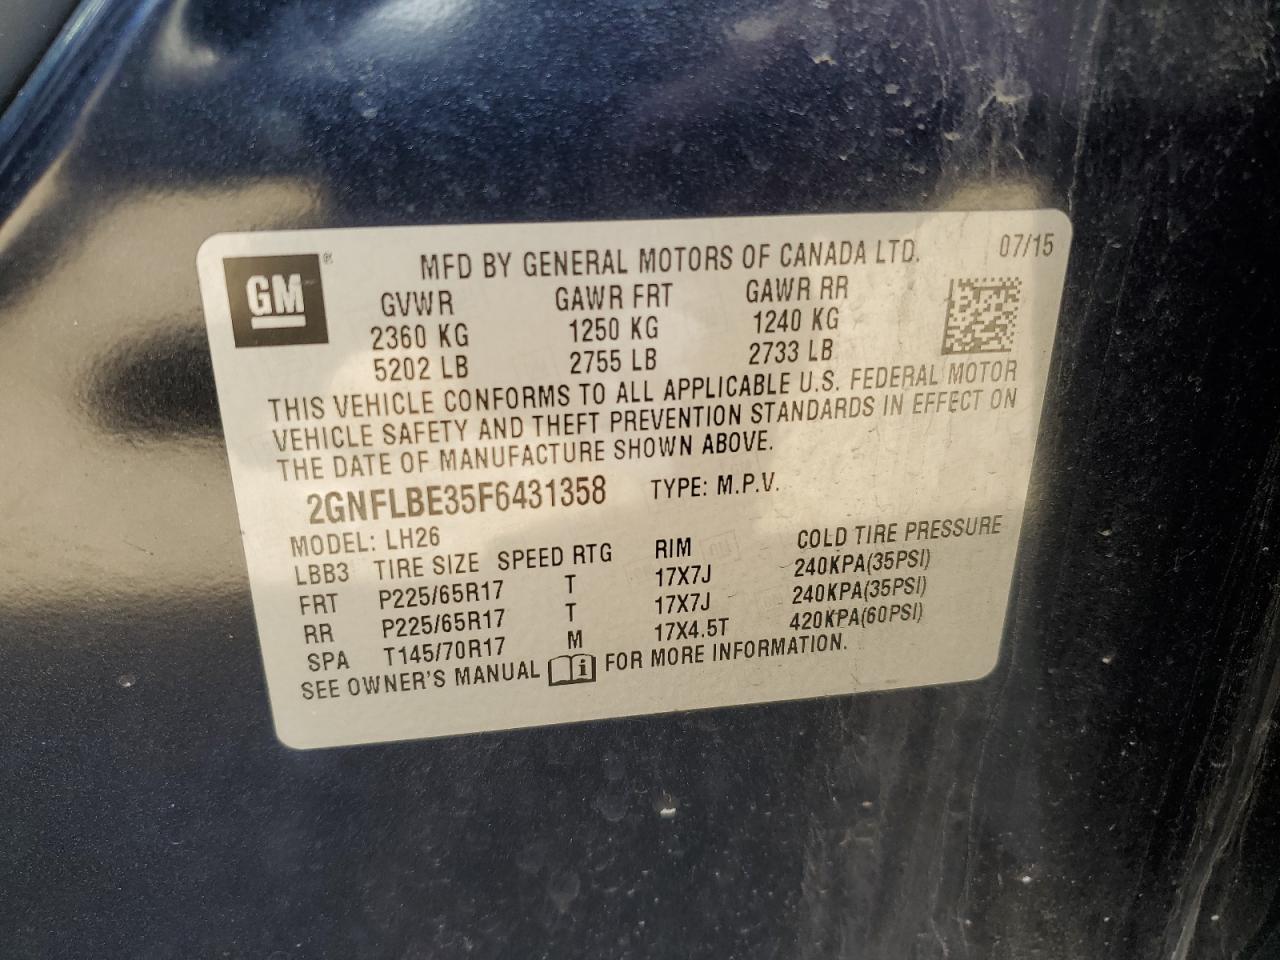 GM ®
MFD BY GENERAL MOTORS OF CANADA LTD. 07/15
GVWR GAWR FRT GAWR RR
2360 KG 1250 KG 1240 KG
5202 LB 2755 LB 2733 LB
THIS VEHICLE CONFORMS TO ALL APPLICABLE U.S. FEDERAL MOTOR
VEHICLE SAFETY AND THEFT PREVENTION STANDARDS IN EFFECT ON
THE DATE OF MANUFACTURE SHOWN ABOVE.
2GNFLBE35F6431358 TYPE: M.P.V.
MODEL: LH26
LBB3 TIRE SIZE SPEED RTG RIM COLD TIRE PRESSURE
FRT P225/65R17 T 17X7J 240KPA(35PSI)
RR P225/65R17 T 17X7J 240KPA(35PSI)
SPA T145/70R17 M 17X4.5T 420KPA(60PSI)
SEE OWNER'S MANUAL i FOR MORE INFORMATION.